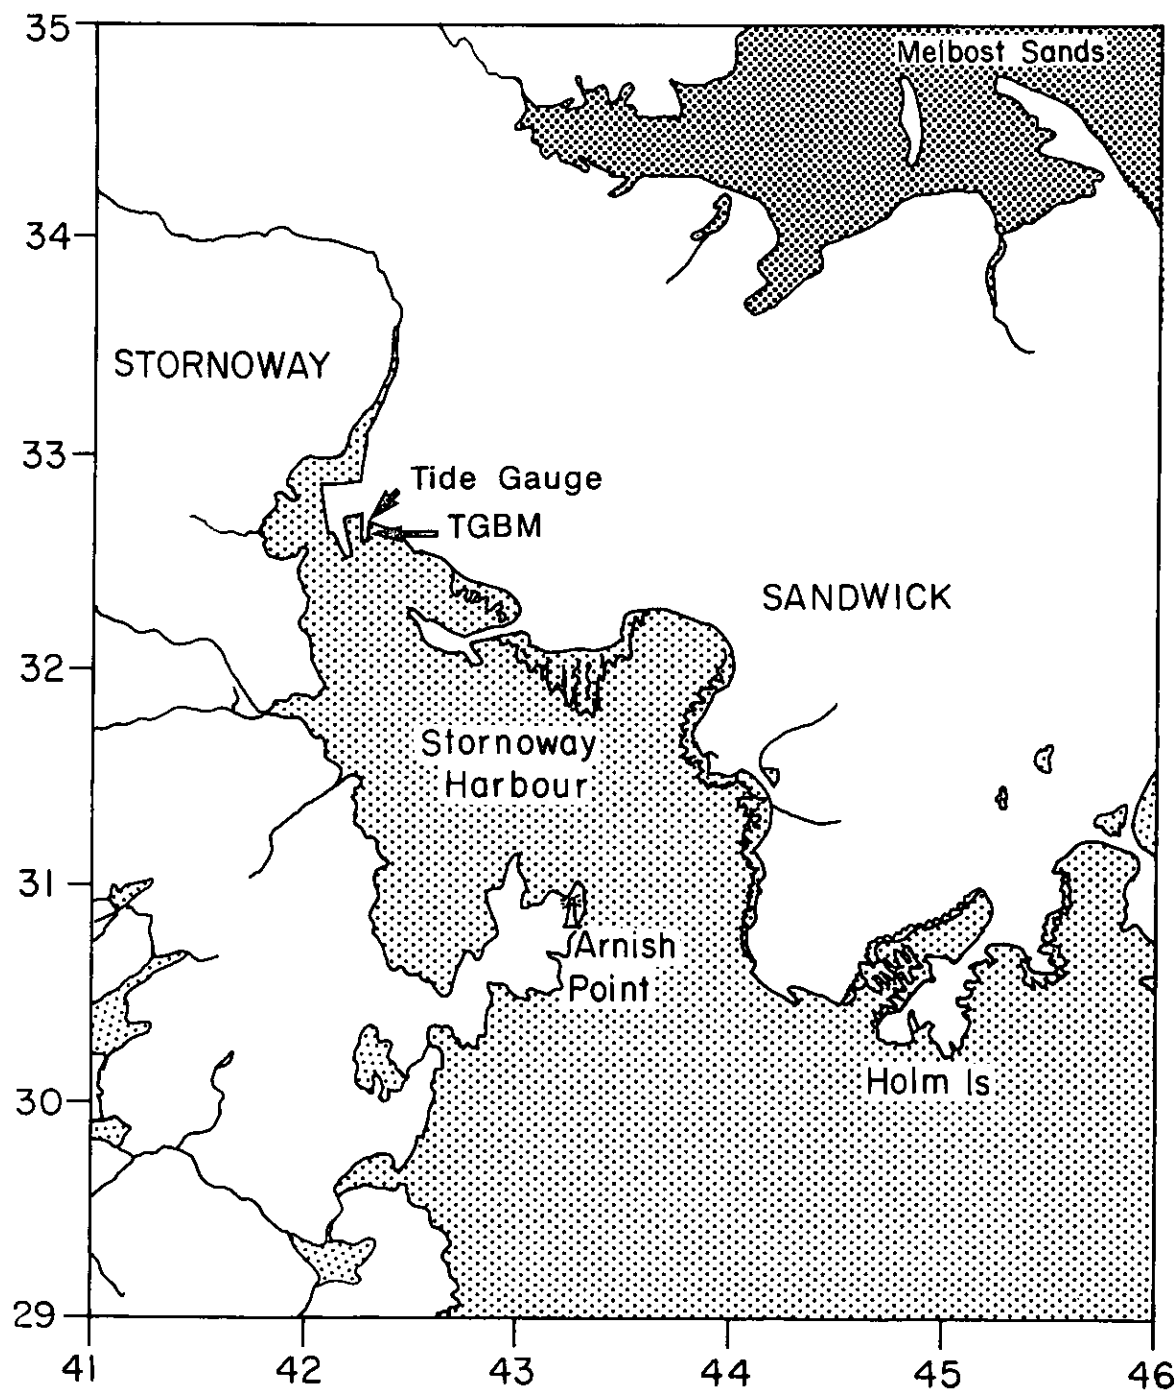 35
Melbost Sands
34
STORNOWAY
33
Tide Gauge
TGBM
SANDWICK
32
Stornoway
Harbour
31
Arnish
Point
Holm Is.
30
29
41 42 43 44 45 46